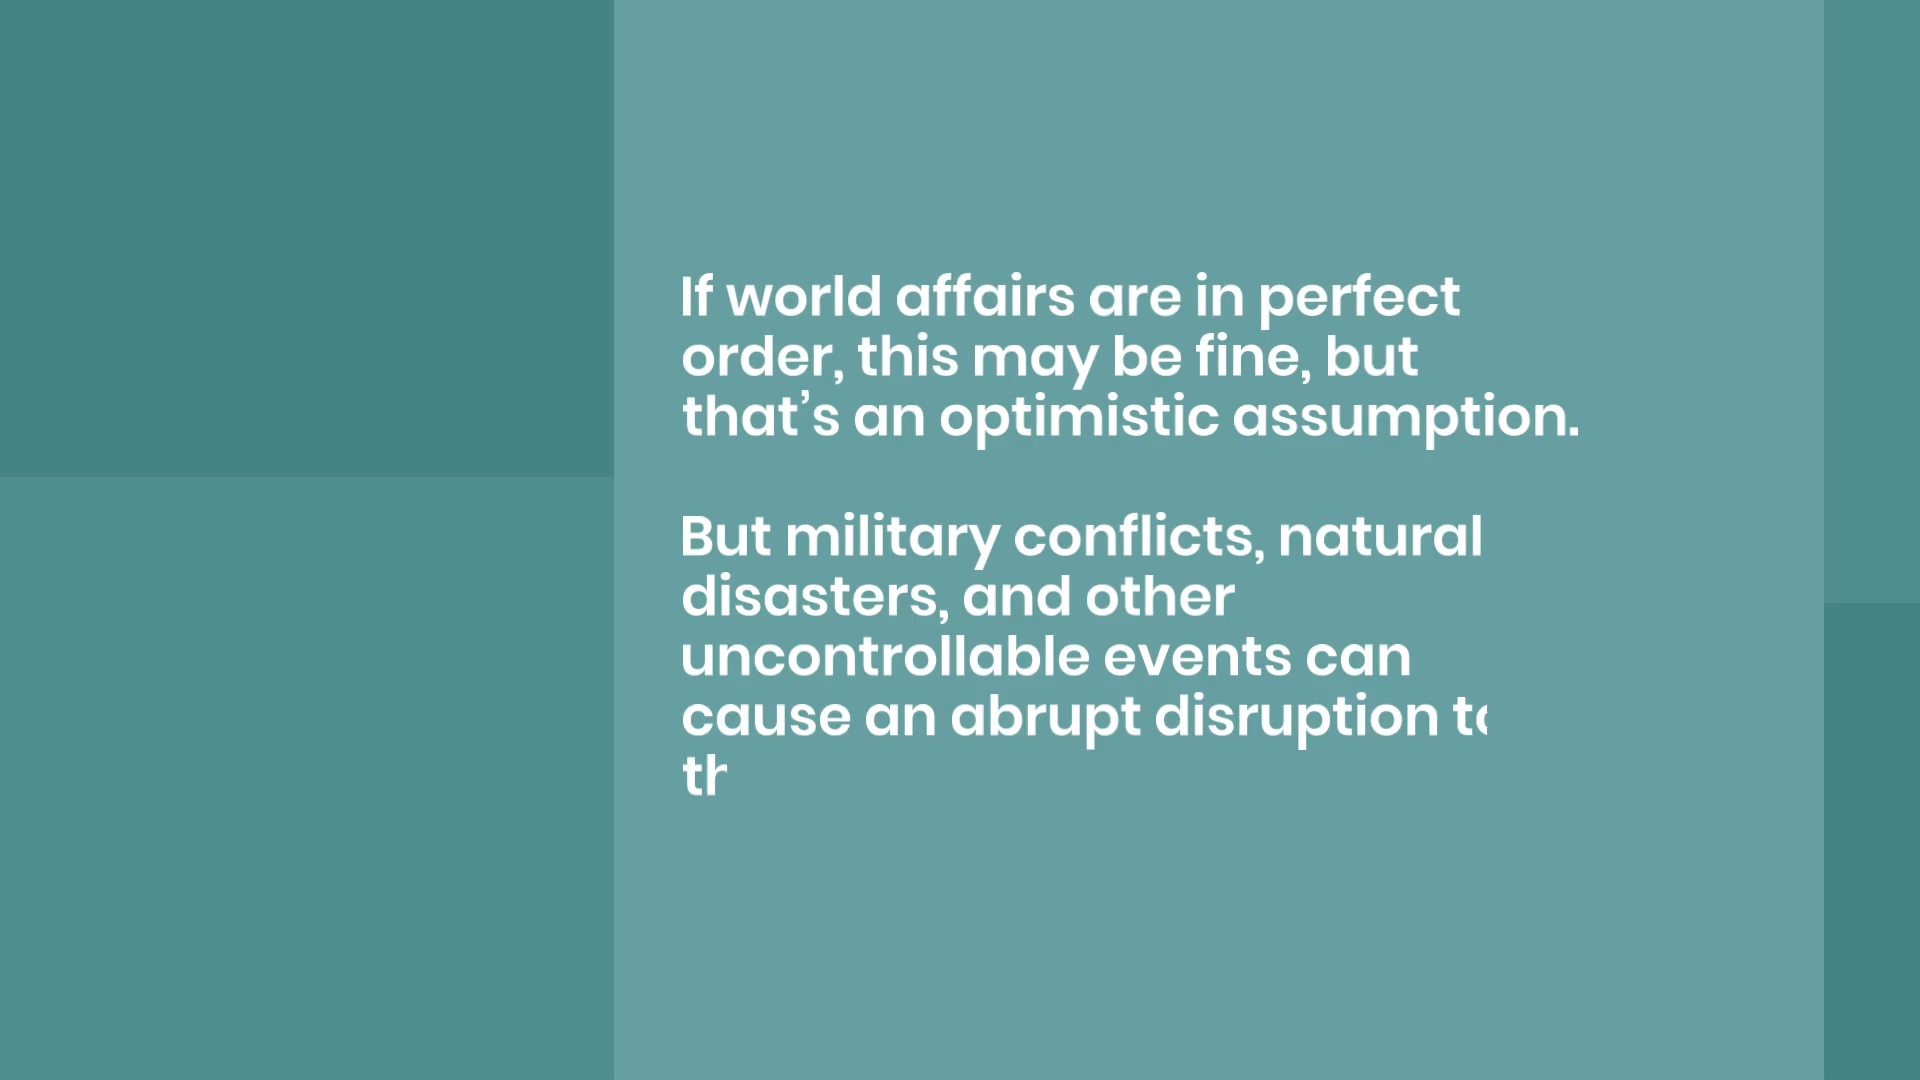 If world affairs are in perfect
order, this may be fine, but
that’s an optimistic assumption.
But military conflicts, natural
disasters, and other
uncontrollable events can
cause an abrupt disruption